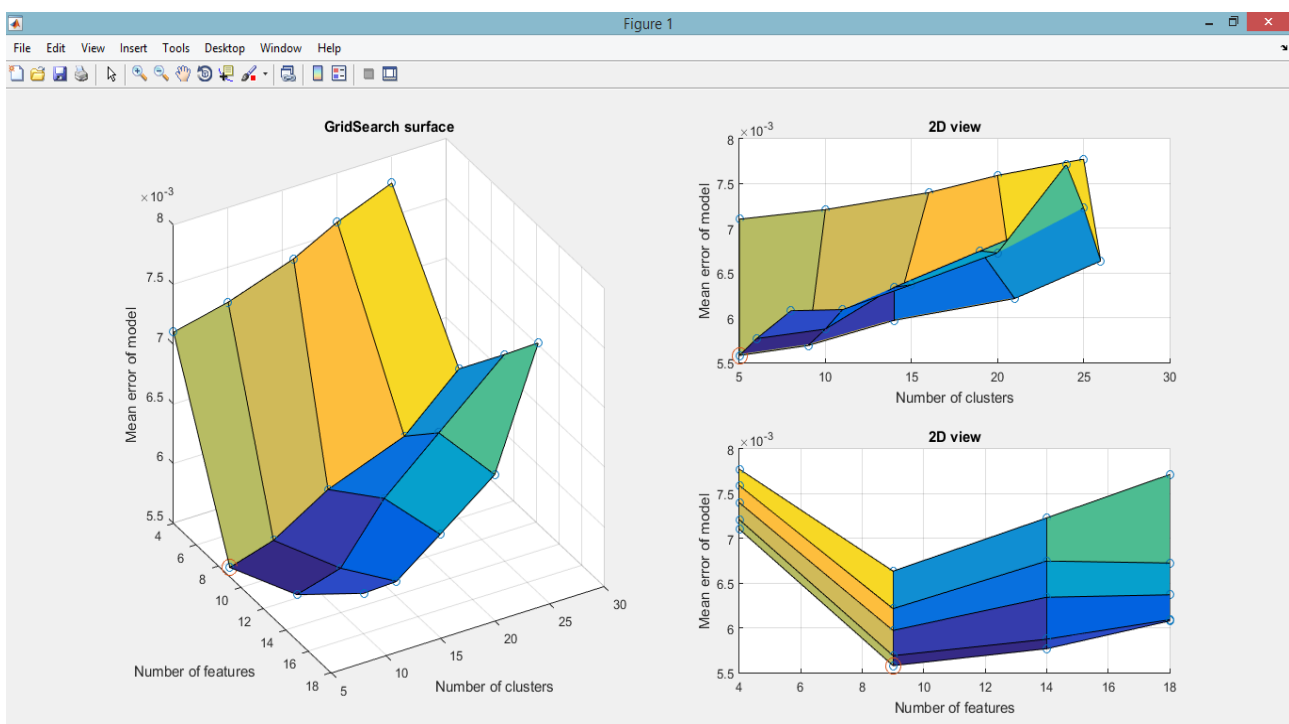 Figure 1
File Edit View Insert Tools Desktop Window Help
GridSearch surface
×10-3
8
7.5
7
6.5
6
5.5
Mean error of model
4
6
8
10
12
14
16
18
Number of features
5
10
15
20
25
30
Number of clusters
2D view
×10-3
8
7.5
7
6.5
6
5.5
Mean error of model
5 10 15 20 25 30
Number of clusters
2D view
×10-3
8
7.5
7
6.5
6
5.5
Mean error of model
4 6 8 10 12 14 16 18
Number of features